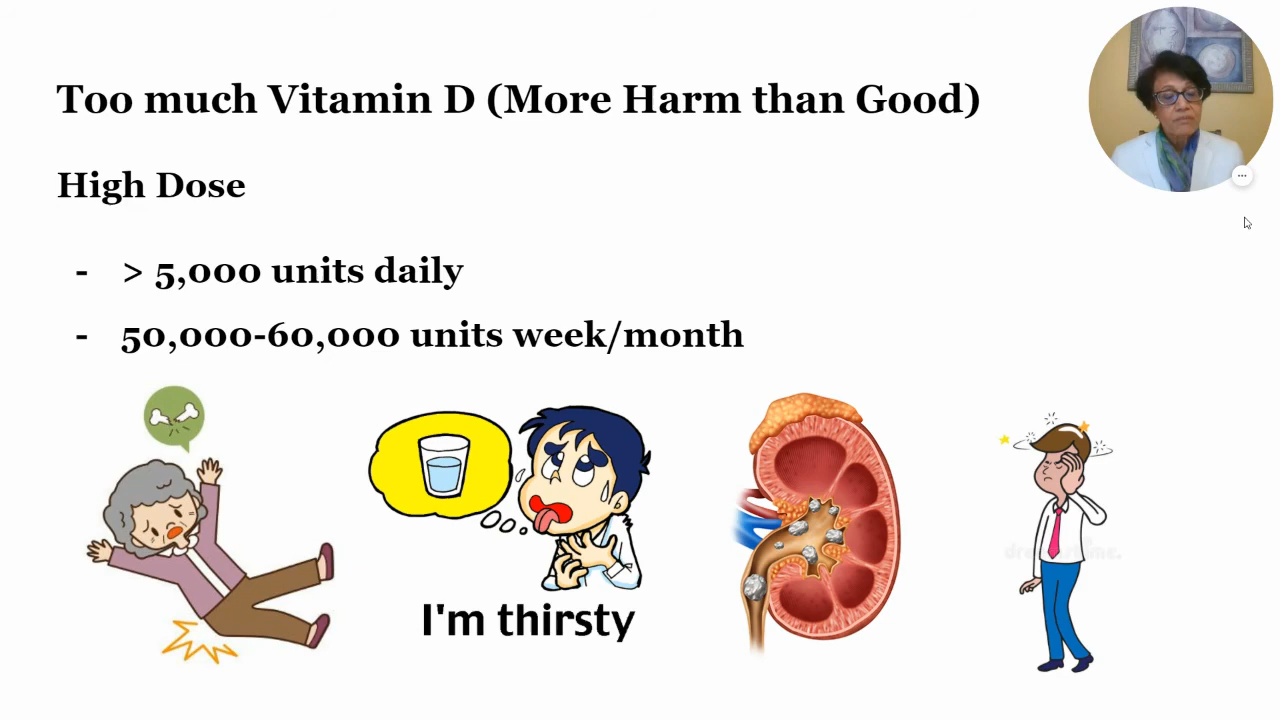 Too much Vitamin D (More Harm than Good)
High Dose
- > 5,000 units daily
- 50,000-60,000 units week/month
I'm thirsty